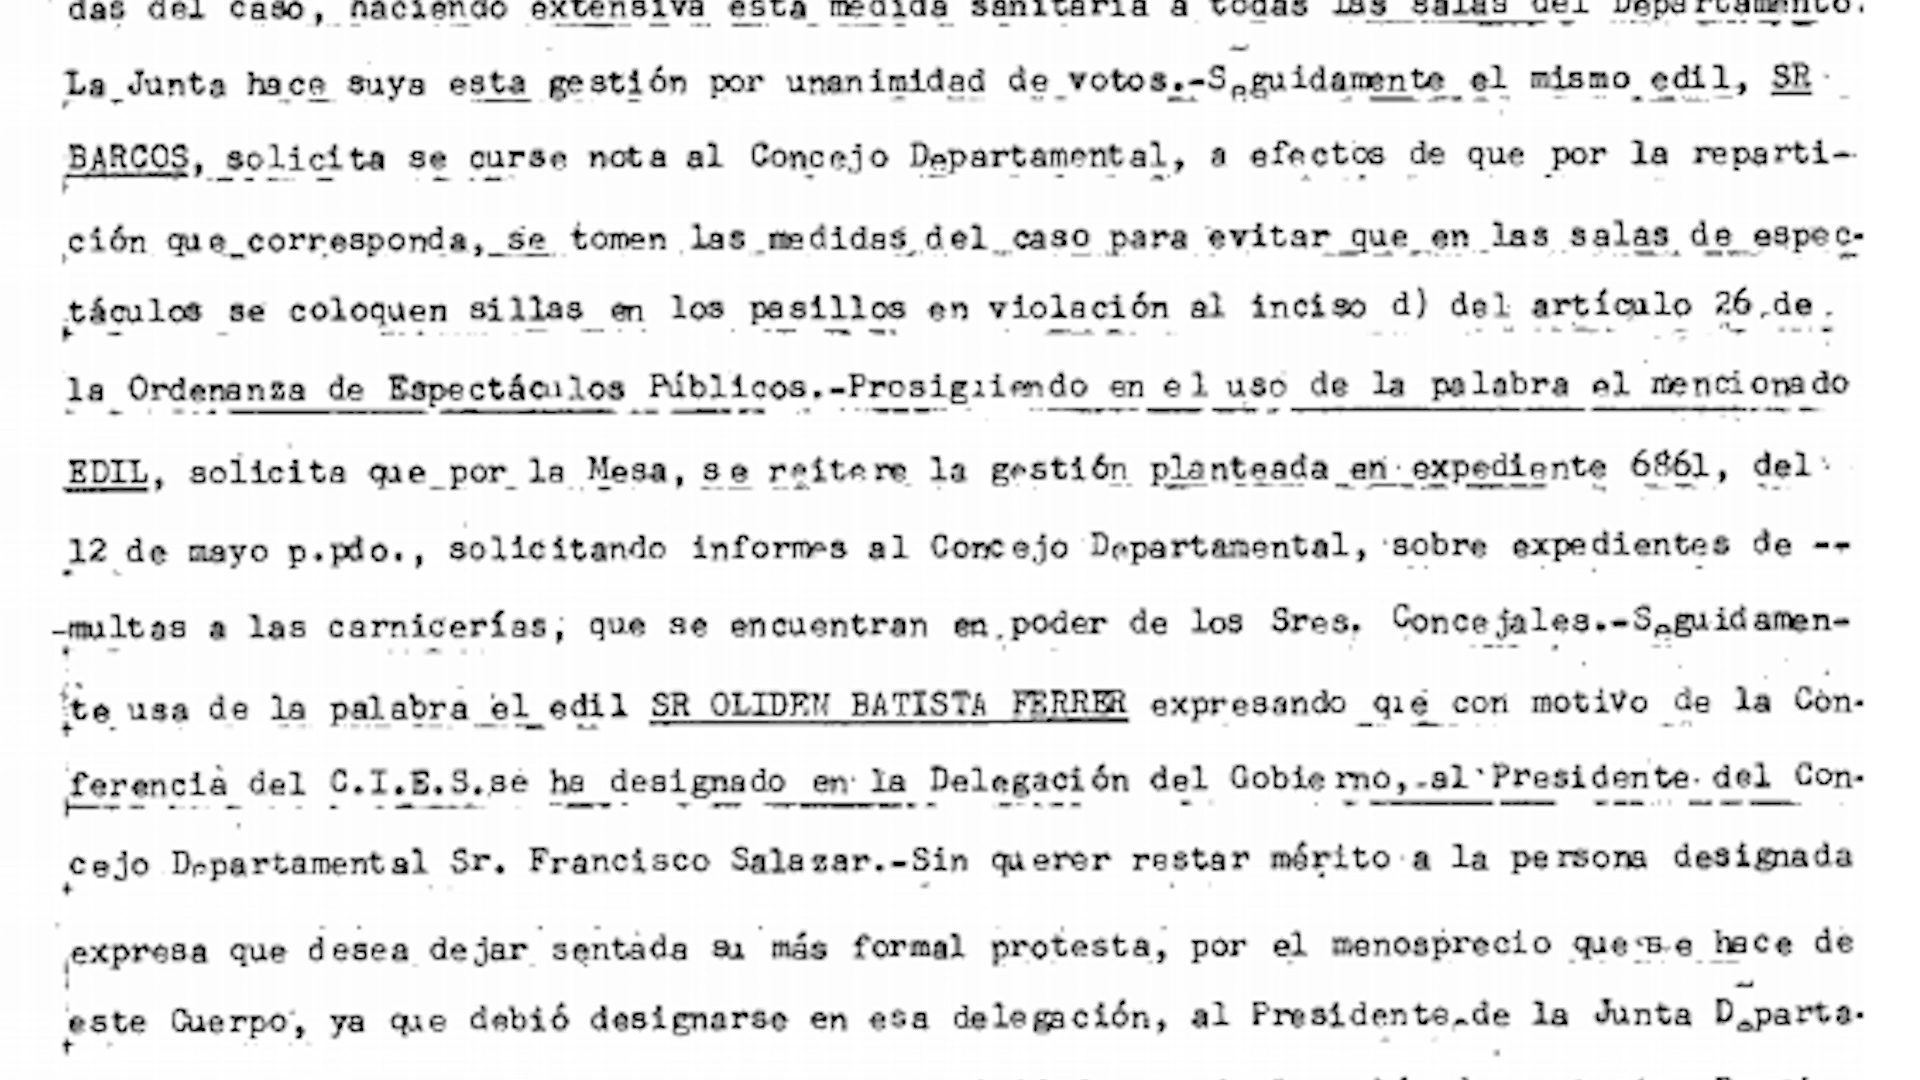 das del caso, haciendo extensiva esta medida sanitaria a todas las salas del Departamento.
La Junta hace suya esta gestión por unanimidad de votos.-Seguidamente el mismo edil, SR
BARCOS, solicita se curse nota al Concejo Departamental, a efectos de que por la reparti-
ción que corresponda, se tomen las medidas del caso para evitar que en las salas de espec-
táculos se coloquen sillas en los pasillos en violación al inciso d) del artículo 26 de
la Ordenanza de Espectáculos Públicos.-Prosiguiendo en el uso de la palabra el mencionado
EDIL, solicita que por la Mesa, se reitere la gestión planteada en expediente 6861, del
12 de mayo p.pdo., solicitando informes al Concejo Departamental, sobre expedientes de --
multas a las carnicerías, que se encuentran en poder de los Sres. Concejales.-Seguidamen-
te usa de la palabra el edil SR OLIDEN BATISTA FERRER expresando que con motivo de la Con-
ferencia del C.I.E.S.se ha designado en la Delegación del Gobierno, al Presidente del Con-
cejo Departamental Sr. Francisco Salazar.-Sin querer restar mérito a la persona designada
expresa que desea dejar sentada su más formal protesta, por el menosprecio que se hace de
este Cuerpo, ya que debió designarse en esa delegación, al Presidente de la Junta Departa-